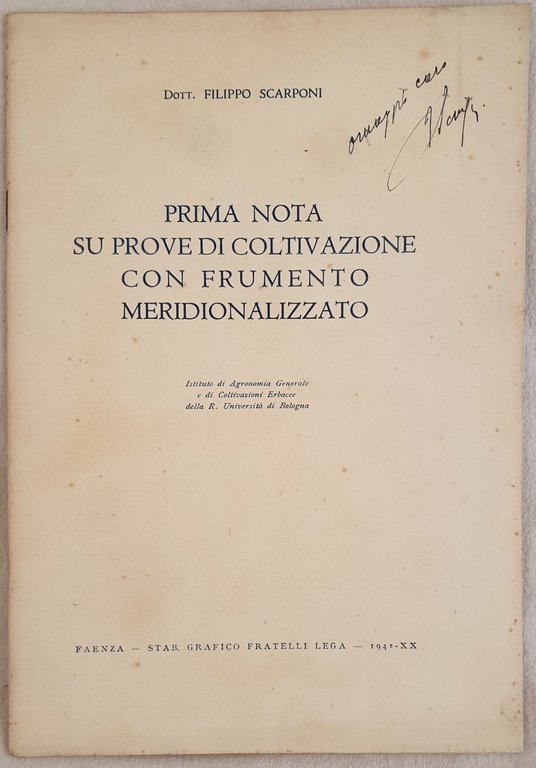 Dott. FILIPPO SCARPONI
omaggio caro
PRIMA NOTA
SU PROVE DI COLTIVAZIONE
CON FRUMENTO
MERIDIONALIZZATO
Istituto di Agronomia Generale
e di Coltivazioni Erbacee
della R. Università di Bologna
FAENZA — STAB. GRAFICO FRATELLI LEGA — 1942-XX